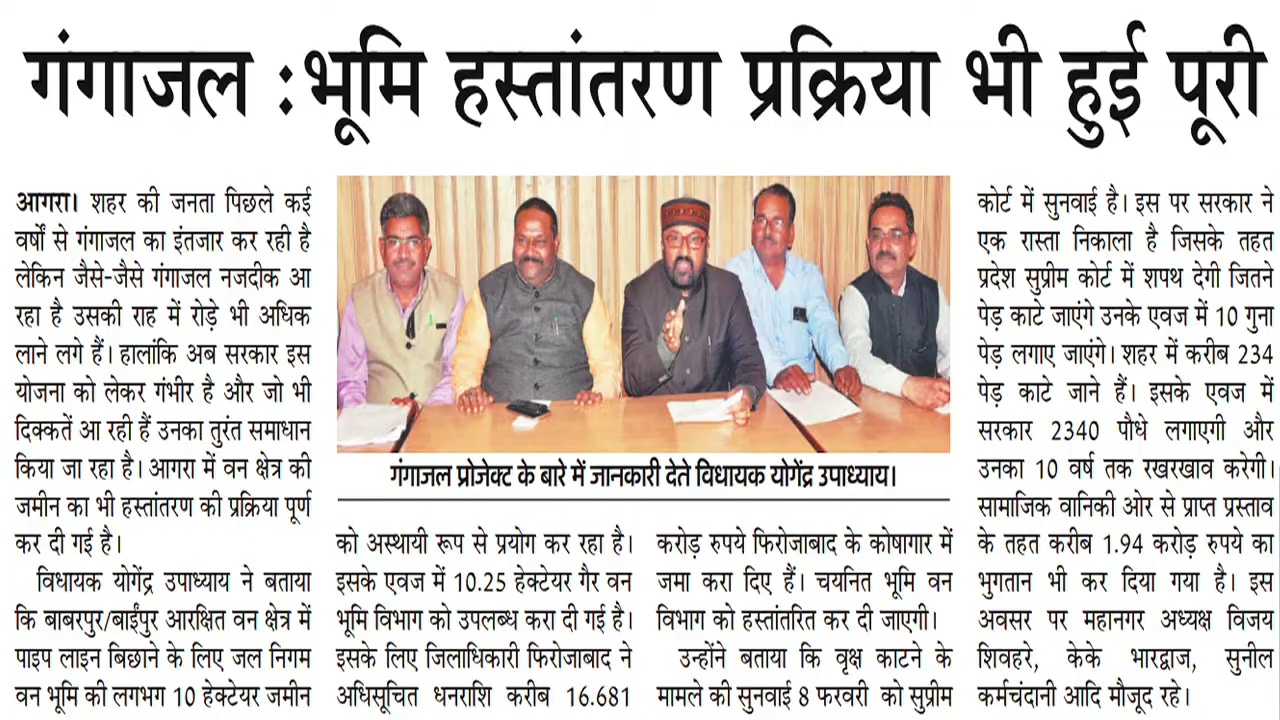 गंगाजल : भूमि हस्तांतरण प्रक्रिया भी हुई पूरी
आगरा। शहर की जनता पिछले कई
वर्षों से गंगाजल का इंतजार कर रही है
लेकिन जैसे-जैसे गंगाजल नजदीक आ
रहा है उसकी राह में रोड़े भी अधिक
लाने लगे हैं। हालांकि अब सरकार इस
योजना को लेकर गंभीर है और जो भी
दिक्कतें आ रही हैं उनका तुरंत समाधान
किया जा रहा है। आगरा में वन क्षेत्र की
जमीन का भी हस्तांतरण की प्रक्रिया पूर्ण
कर दी गई है।
विधायक योगेंद्र उपाध्याय ने बताया
कि बाबरपुर/बाईंपुर आरक्षित वन क्षेत्र में
पाइप लाइन बिछाने के लिए जल निगम
वन भूमि की लगभग 10 हेक्टेयर जमीन
गंगाजल प्रोजेक्ट के बारे में जानकारी देते विधायक योगेंद्र उपाध्याय।
को अस्थायी रूप से प्रयोग कर रहा है।
इसके एवज में 10.25 हेक्टेयर गैर वन
भूमि विभाग को उपलब्ध करा दी गई है।
इसके लिए जिलाधिकारी फिरोजाबाद ने
अधिसूचित धनराशि करीब 16.681
करोड़ रुपये फिरोजाबाद के कोषागार में
जमा करा दिए हैं। चयनित भूमि वन
विभाग को हस्तांतरित कर दी जाएगी।
उन्होंने बताया कि वृक्ष काटने के
मामले की सुनवाई 8 फरवरी को सुप्रीम
कोर्ट में सुनवाई है। इस पर सरकार ने
एक रास्ता निकाला है जिसके तहत
प्रदेश सुप्रीम कोर्ट में शपथ देगी जितने
पेड़ काटे जाएंगे उनके एवज में 10 गुना
पेड़ लगाए जाएंगे। शहर में करीब 234
पेड़ काटे जाने हैं। इसके एवज में
सरकार 2340 पौधे लगाएगी और
उनका 10 वर्ष तक रखरखाव करेगी।
सामाजिक वानिकी ओर से प्राप्त प्रस्ताव
के तहत करीब 1.94 करोड़ रुपये का
भुगतान भी कर दिया गया है। इस
अवसर पर महानगर अध्यक्ष विजय
शिवहरे, केके भारद्वाज, सुनील
कर्मचंदानी आदि मौजूद रहे।